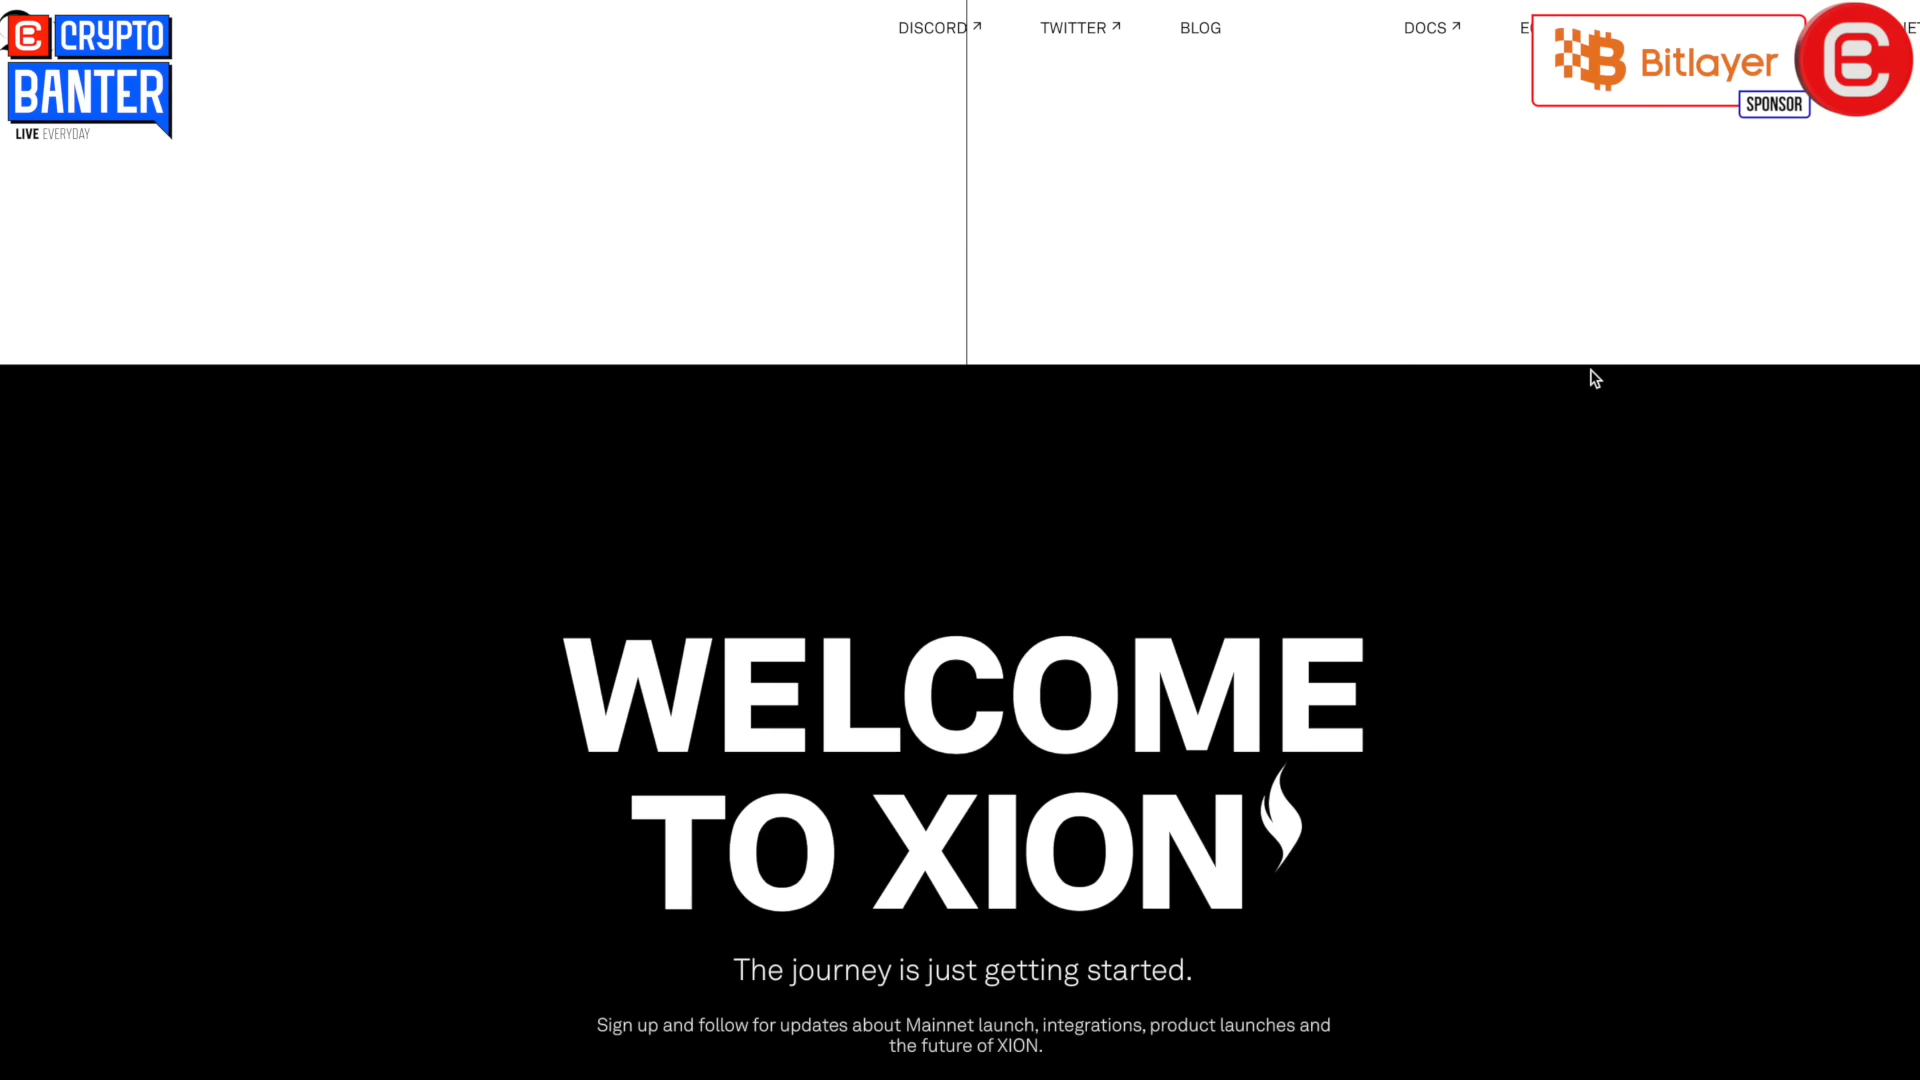 CRYPTO
BANTER
LIVE EVERYDAY
DISCORD
TWITTER
BLOG
DOCS
Bitlayer
SPONSOR
WELCOME
TO XION
The journey is just getting started.
Sign up and follow for updates about Mainnet launch, integrations, product launches and
the future of XION.